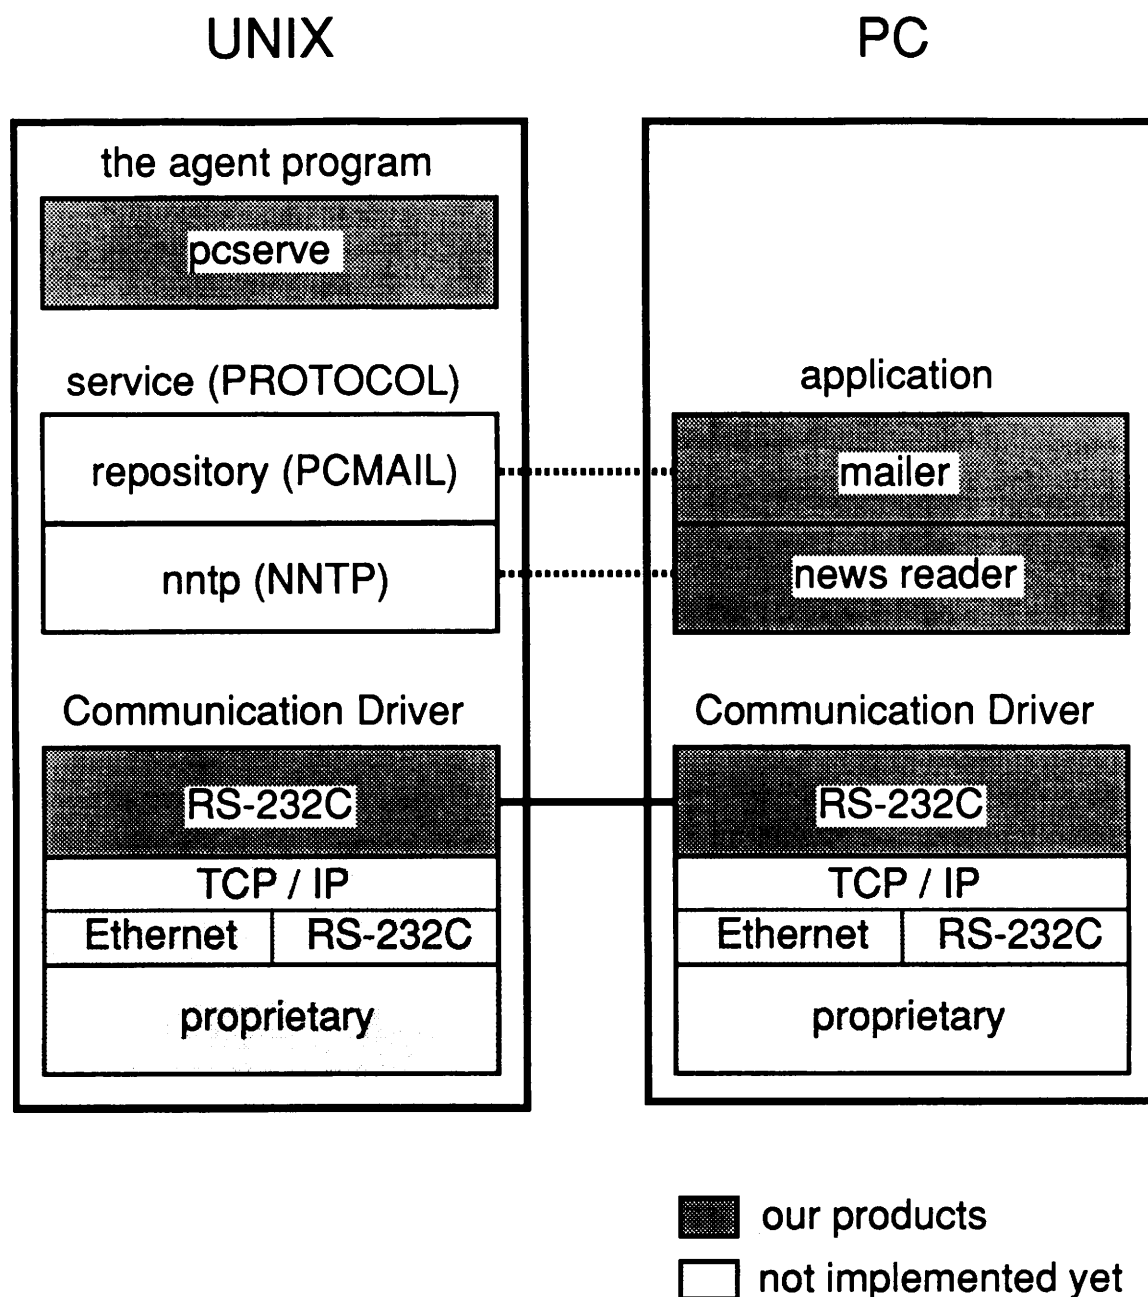 UNIX
PC
the agent program
pcserve
service (PROTOCOL)
application
repository (PCMAIL)
mailer
nntp (NNTP)
news reader
Communication Driver
Communication Driver
RS-232C
RS-232C
TCP / IP
TCP / IP
Ethernet
RS-232C
Ethernet
RS-232C
proprietary
proprietary
our products
not implemented yet